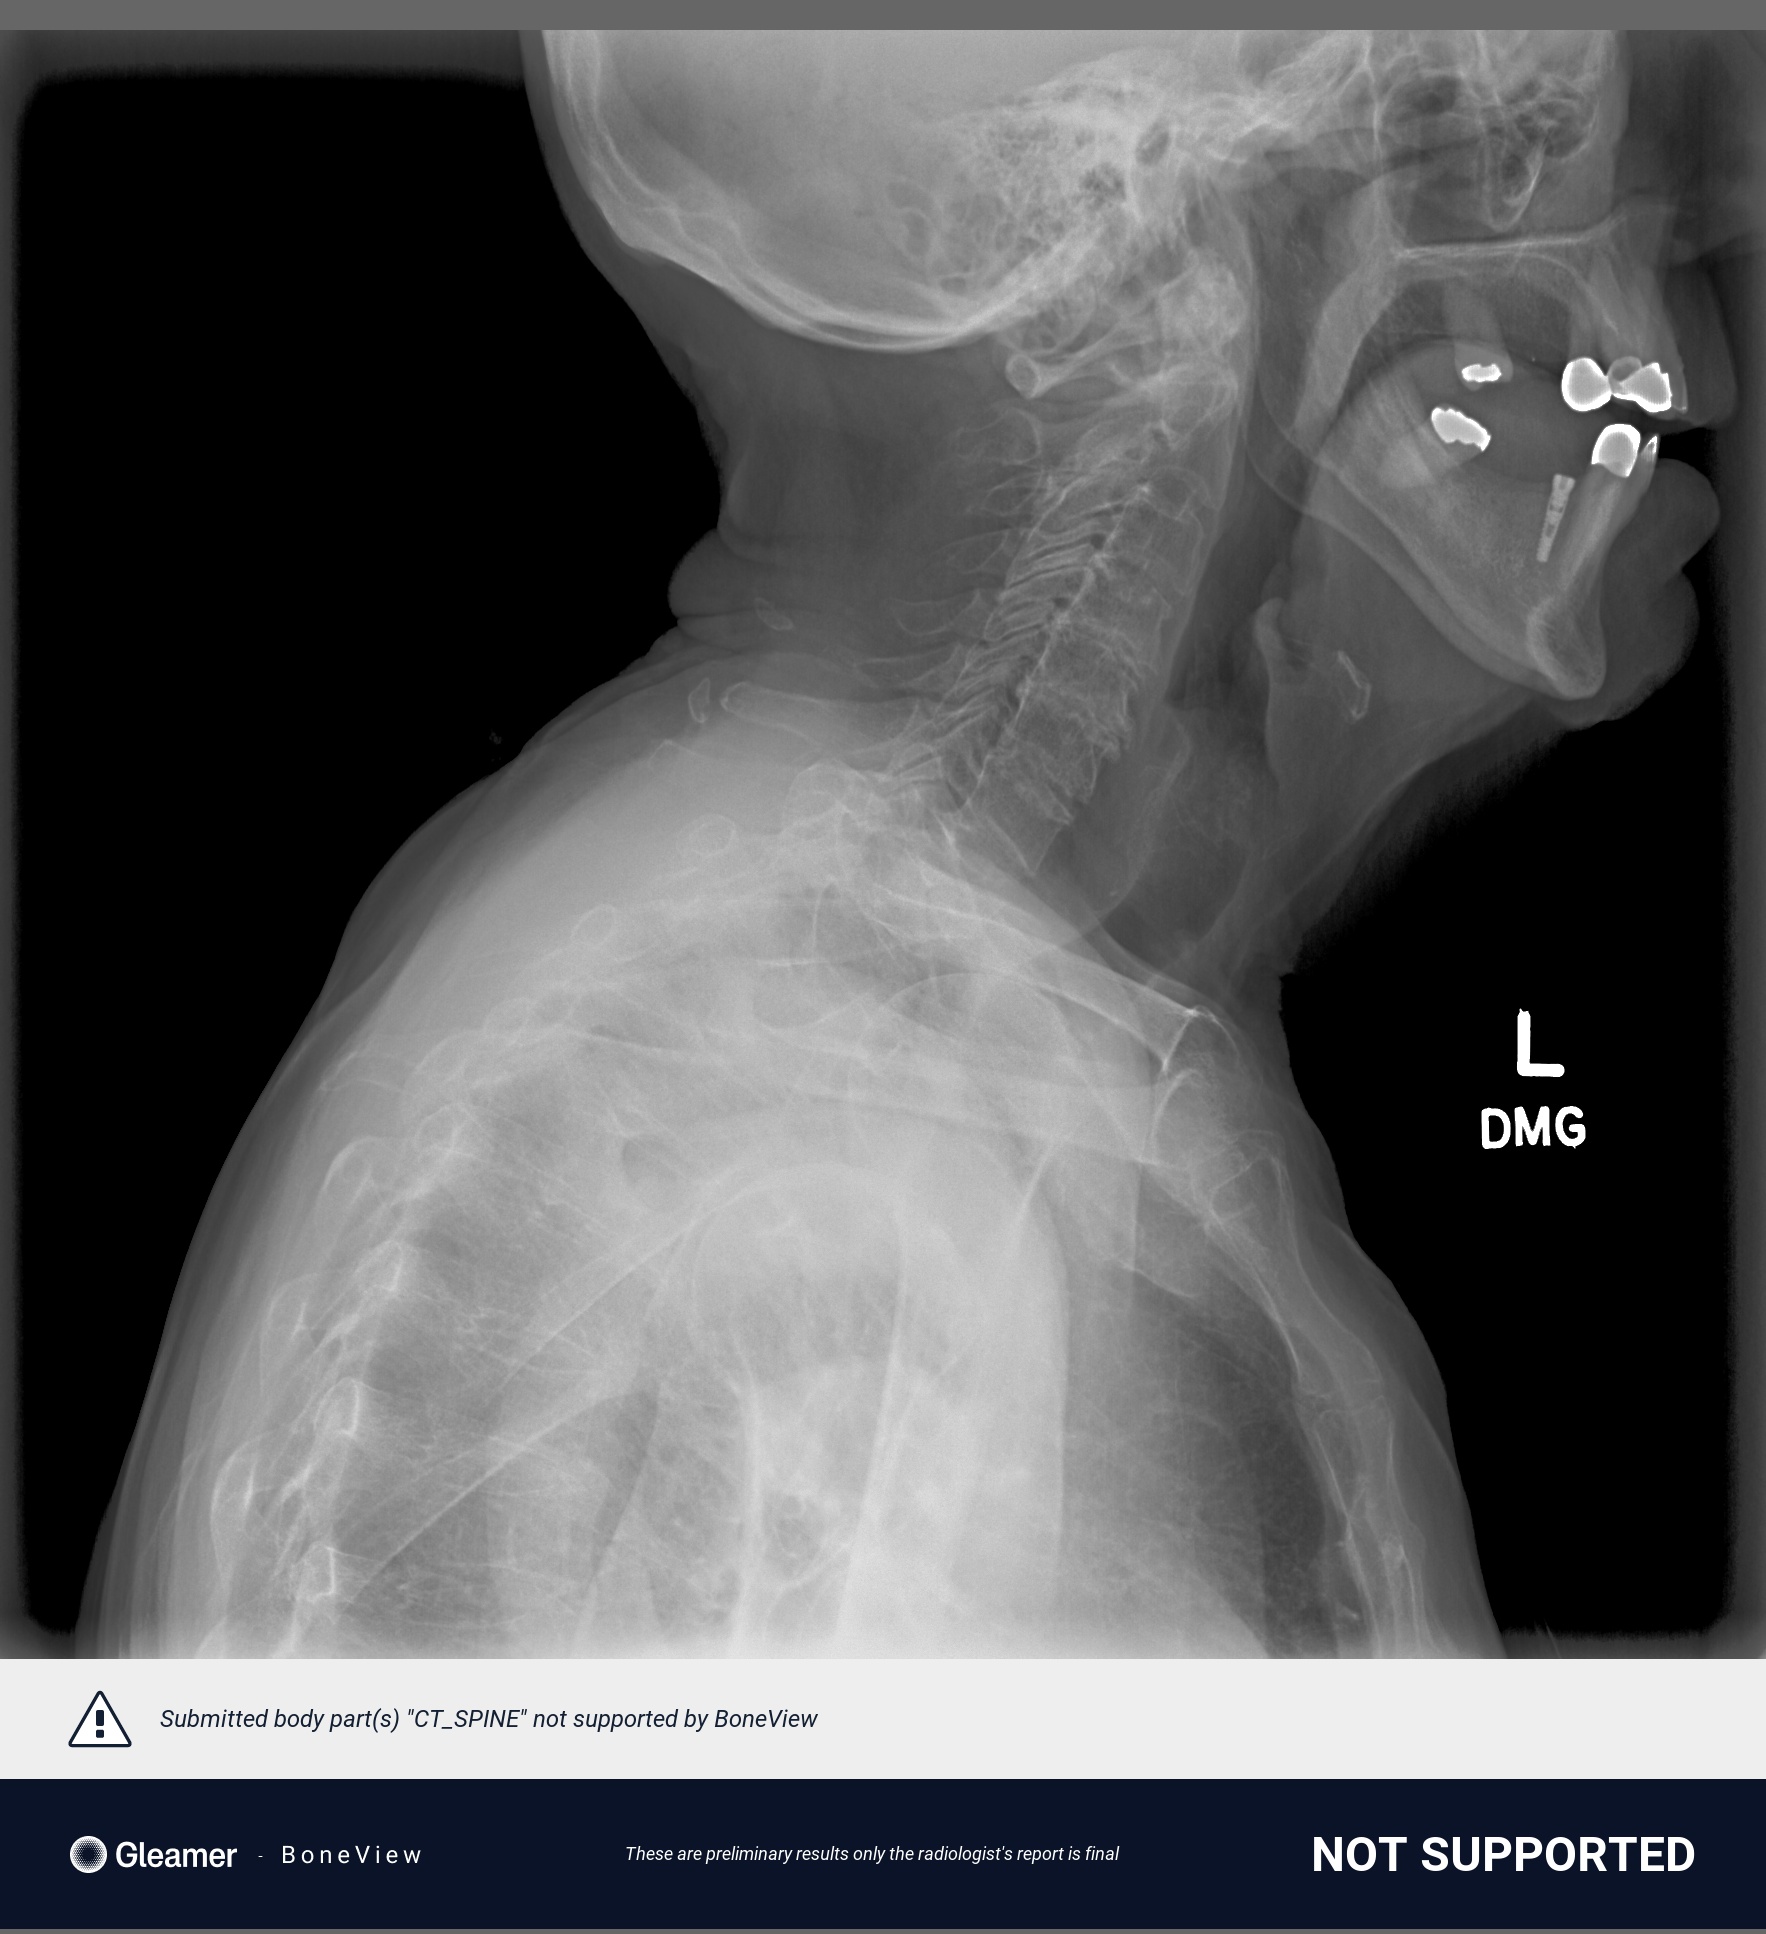 L
DMG
Submitted body part(s) "CT_SPINE" not supported by BoneView
Gleamer - BoneView
These are preliminary results only the radiologist's report is final
NOT SUPPORTED